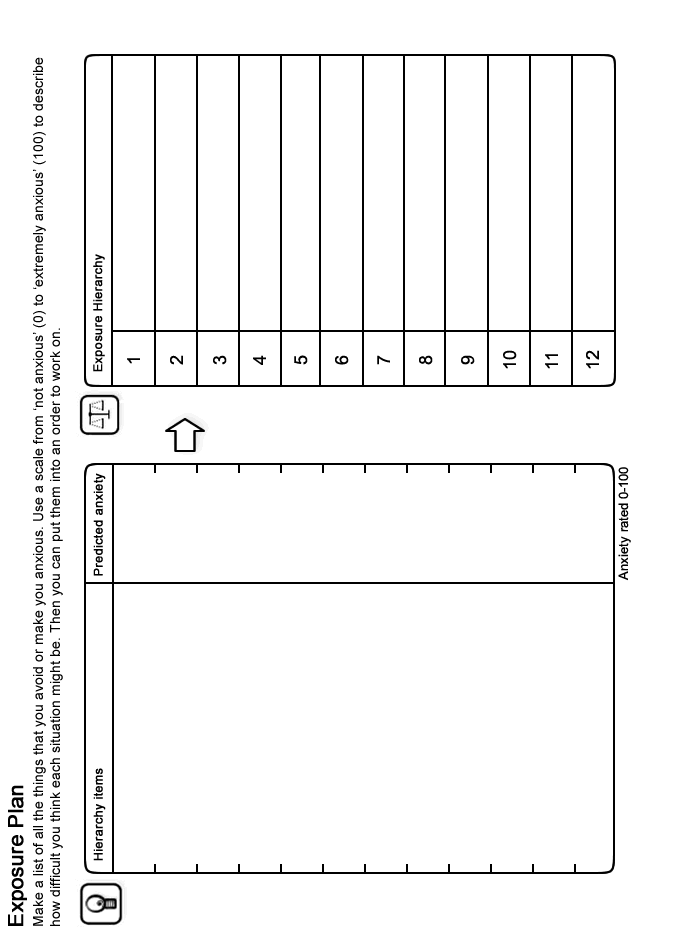 Exposure Plan
Make a list of all the things that you avoid or make you anxious. Use a scale from 'not anxious' (0) to 'extremely anxious' (100) to describe
how difficult you think each situation might be. Then you can put them into an order to work on.
Hierarchy items
Predicted anxiety
Anxiety rated 0-100
Exposure Hierarchy
1
2
3
4
5
6
7
8
9
10
11
12